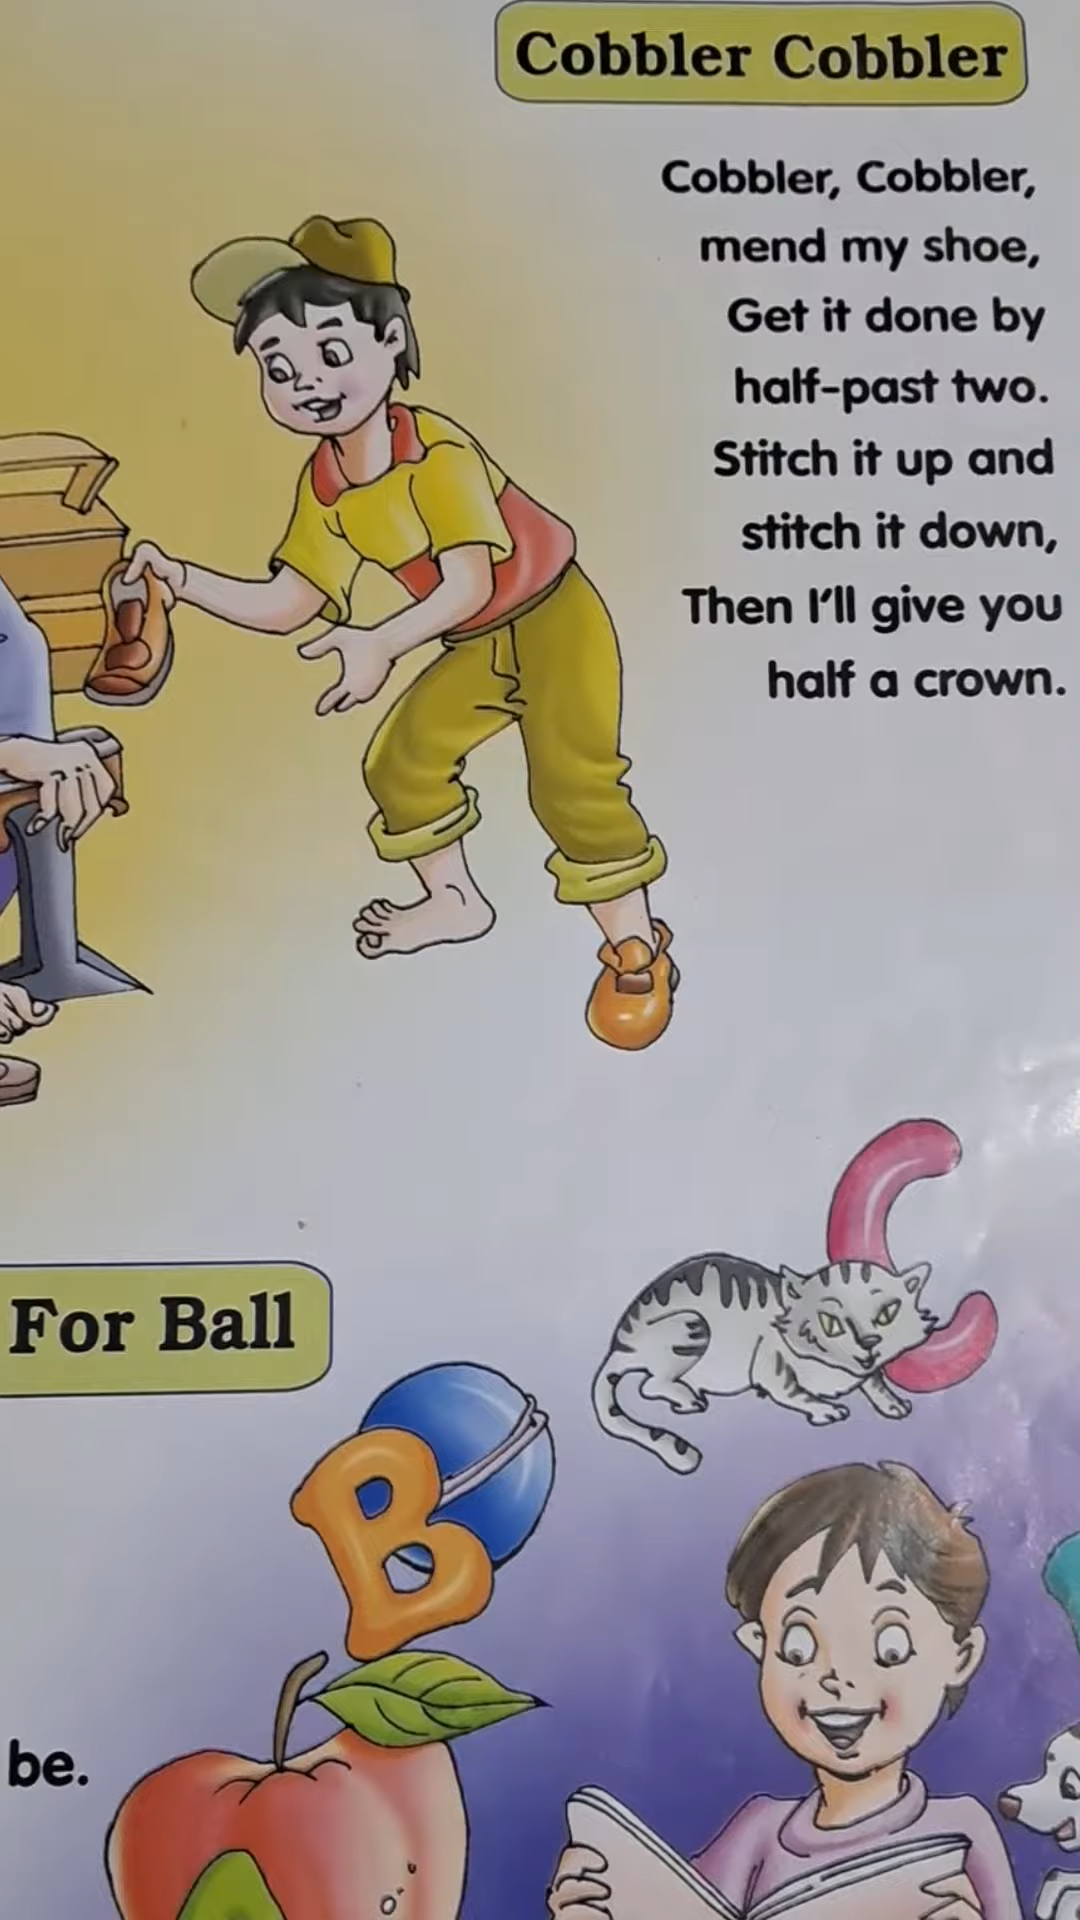 Cobbler Cobbler
Cobbler, Cobbler,
mend my shoe,
Get it done by
half-past two.
Stitch it up and
stitch it down,
Then I'll give you
half a crown.
For Ball
B
be.